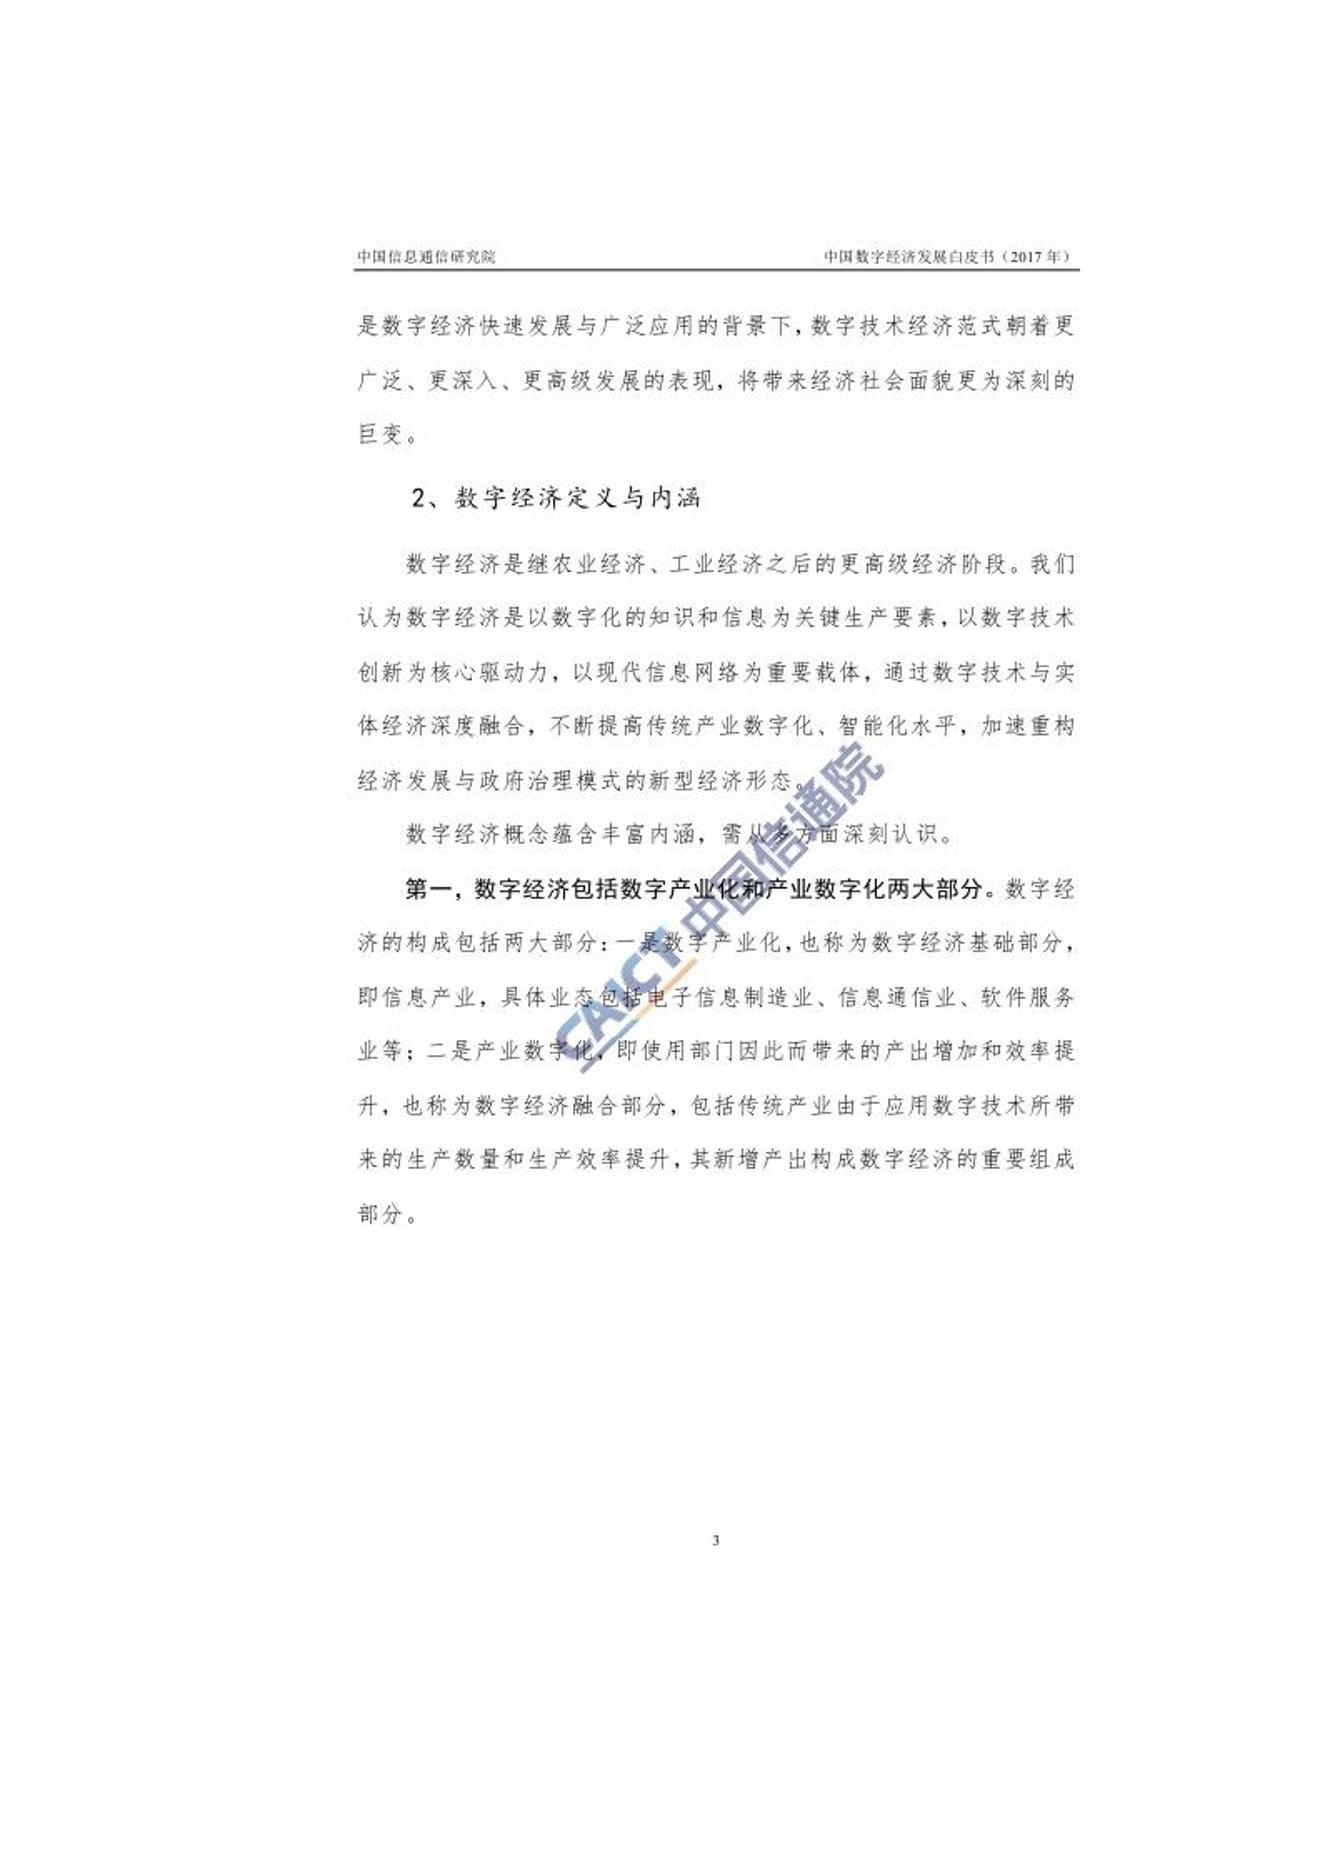 中国信息通信研究院 中国数字经济发展白皮书（2017 年）
是数字经济快速发展与广泛应用的背景下，数字技术经济范式朝着更
广泛、更深入、更高级发展的表现，将带来经济社会面貌更为深刻的
巨变。
2、数字经济定义与内涵
数字经济是继农业经济、工业经济之后的更高级经济阶段。我们
认为数字经济是以数字化的知识和信息为关键生产要素，以数字技术
创新为核心驱动力，以现代信息网络为重要载体，通过数字技术与实
体经济深度融合，不断提高传统产业数字化、智能化水平，加速重构
经济发展与政府治理模式的新型经济形态。
数字经济概念蕴含丰富内涵，需从多方面深刻认识。
第一，数字经济包括数字产业化和产业数字化两大部分。数字经
济的构成包括两大部分：一是数字产业化，也称为数字经济基础部分，
即信息产业，具体业态包括电子信息制造业、信息通信业、软件服务
业等；二是产业数字化，即使用部门因此而带来的产出增加和效率提
升，也称为数字经济融合部分，包括传统产业由于应用数字技术所带
来的生产数量和生产效率提升，其新增产出构成数字经济的重要组成
部分。
CAICT 中国信通院
3